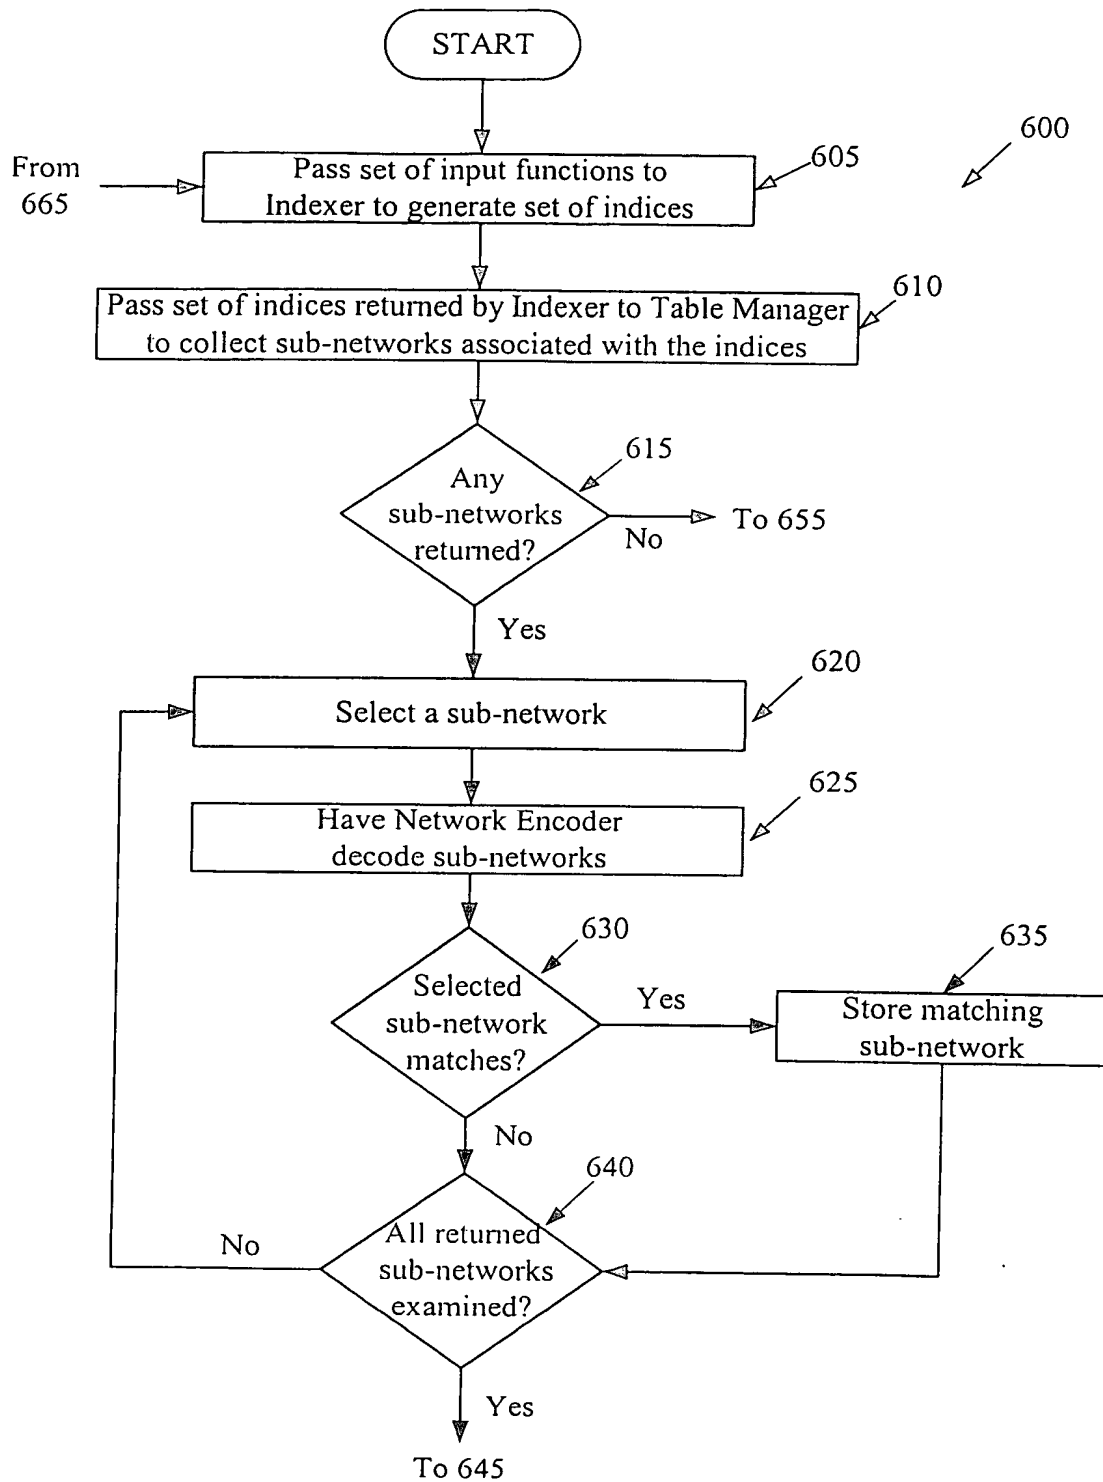 START
600
605
From
665
Pass set of input functions to
Indexer to generate set of indices
610
Pass set of indices returned by Indexer to Table Manager
to collect sub-networks associated with the indices
615
Any
sub-networks
returned?
No
To 655
Yes
620
Select a sub-network
625
Have Network Encoder
decode sub-networks
630
635
Selected
sub-network
matches?
Yes
Store matching
sub-network
No
640
All returned
sub-networks
examined?
No
Yes
To 645